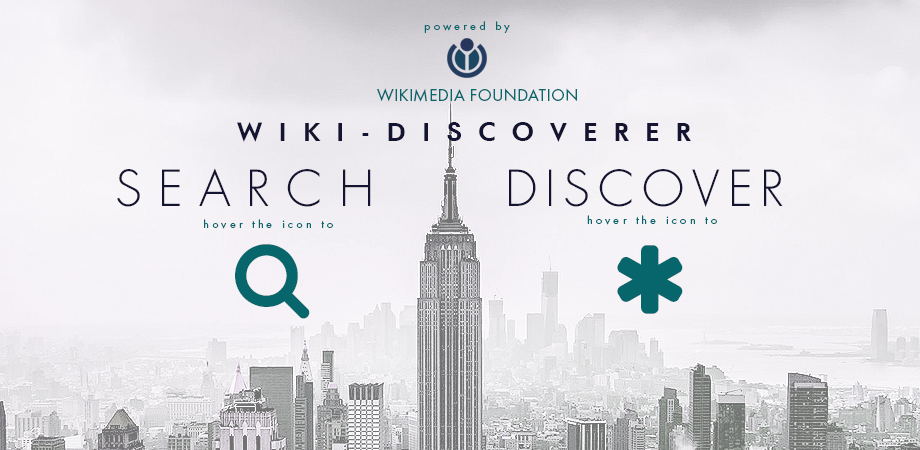 powered by
WIKIMEDIA FOUNDATION
WIKI-DISCOVERER
SEARCH
hover the icon to
DISCOVER
hover the icon to